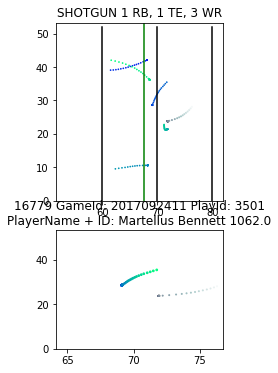 SHOTGUN 1 RB, 1 TE, 3 WR
50
40
30
20
10
0
60 70 80
16779 GameId: 2017092411 PlayId: 3501
PlayerName + ID: Martellus Bennett 1062.0
40
20
0
65 70 75